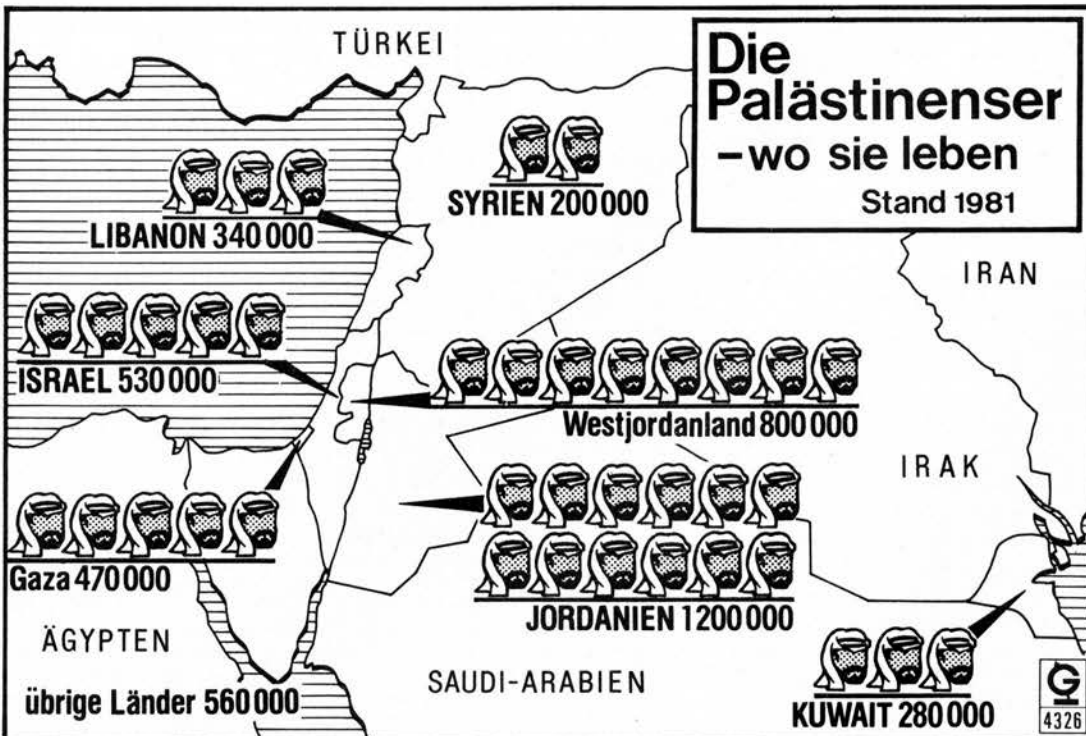 TÜRKEI
Die
Palästinenser
–wo sie leben
Stand 1981
SYRIEN 200 000
LIBANON 340 000
IRAN
ISRAEL 530 000
Westjordanland 800 000
IRAK
Gaza 470 000
JORDANIEN 1200 000
ÄGYPTEN
SAUDI-ARABIEN
übrige Länder 560 000
KUWAIT 280 000
G
4326